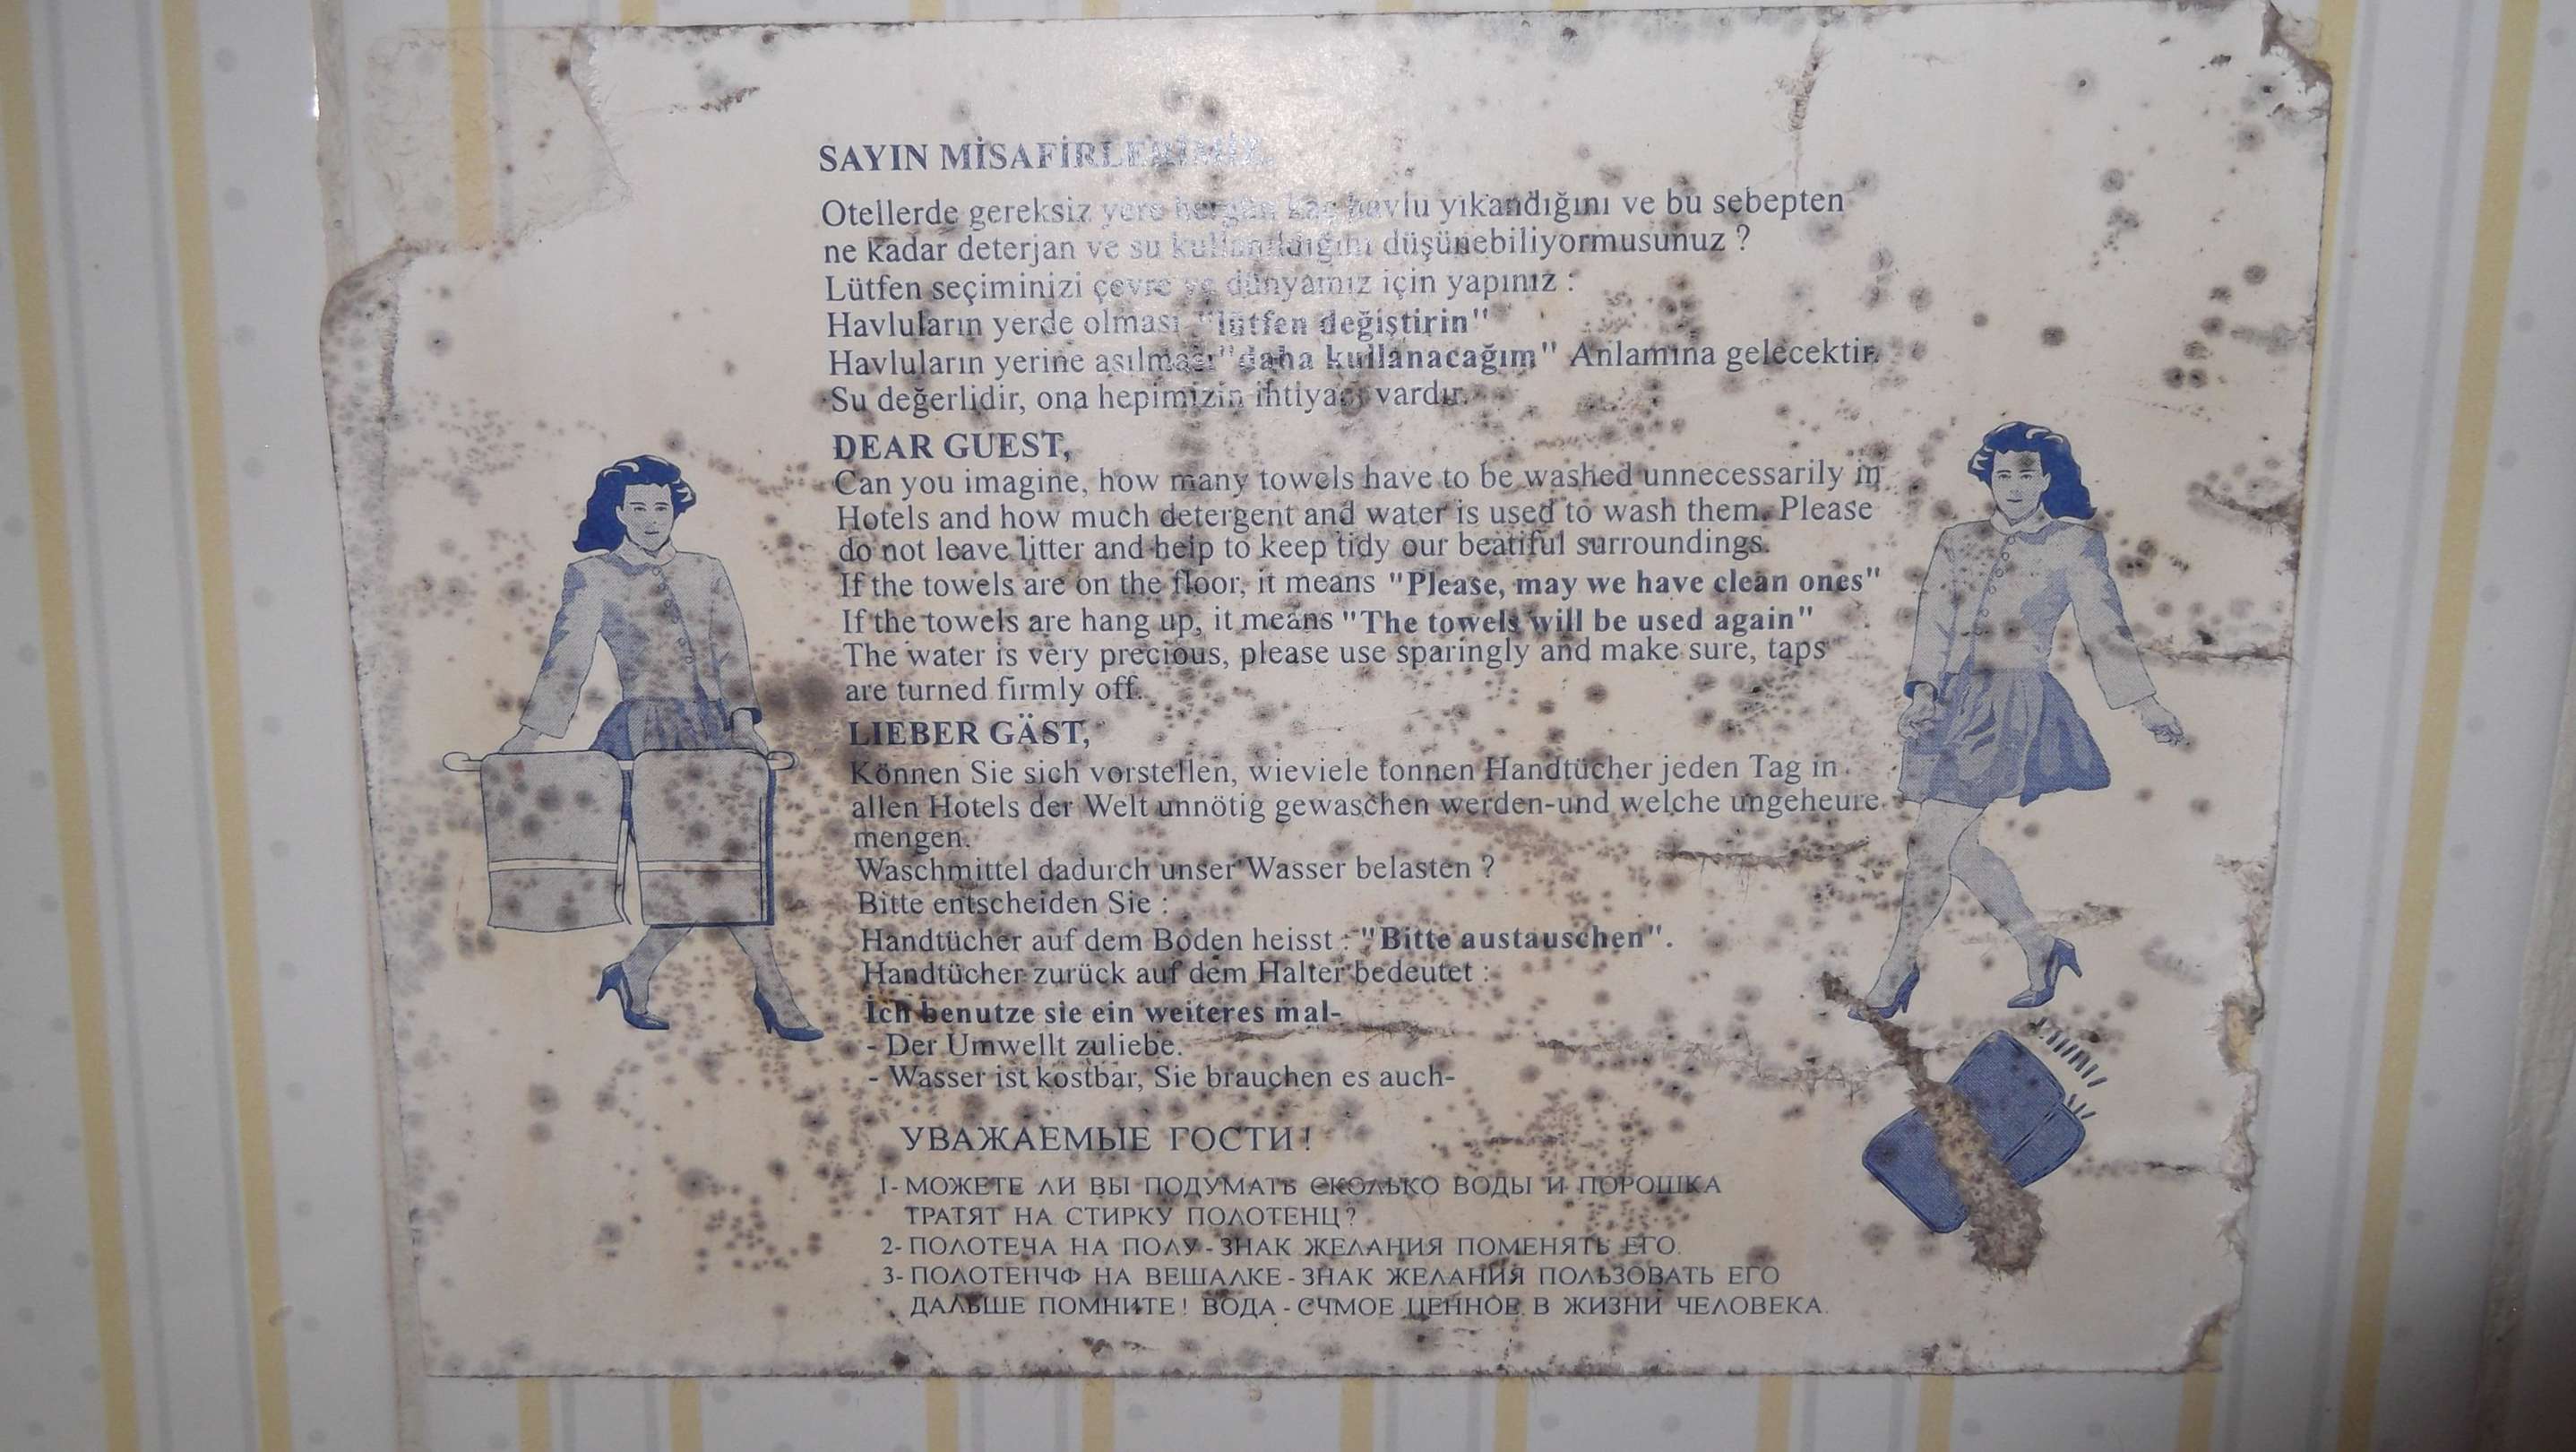 SAYIN MİSAFİRLERİMİZ,
Otellerde gereksiz yere hergün kaç havlu yıkandığını ve bu sebepten
ne kadar deterjan ve su kullanıldığını düşünebiliyormusunuz ?
Lütfen seçiminizi çevre ve dünyamız için yapınız :
Havluların yerde olması "lütfen değiştirin"
Havluların yerine asılması "daha kullanacağım" Anlamına gelecektir.
Su değerlidir, ona hepimizin ihtiyacı vardır.
DEAR GUEST,
Can you imagine, how many towels have to be washed unnecessarily in
Hotels and how much detergent and water is used to wash them. Please
do not leave litter and help to keep tidy our beatiful surroundings.
If the towels are on the floor, it means "Please, may we have clean ones"
If the towels are hang up, it means "The towels will be used again"
The water is very precious, please use sparingly and make sure, taps
are turned firmly off.
LIEBER GÄST,
Können Sie sich vorstellen, wieviele tonnen Handtücher jeden Tag in
allen Hotels der Welt unnötig gewaschen werden-und welche ungeheure
mengen.
Waschmittel dadurch unser Wasser belasten ?
Bitte entscheiden Sie :
Handtücher auf dem Boden heisst : "Bitte austauschen".
Handtücher zurück auf dem Halter bedeutet :
İch benutze sie ein weiteres mal-
- Der Umwellt zuliebe.
- Wasser ist kostbar, Sie brauchen es auch-
УВАЖАЕМЫЕ ГОСТИ!
1- МОЖЕТЕ ЛИ ВЫ ПОДУМАТЬ СКОЛЬКО ВОДЫ И ПОРОШКА
ТРАТЯТ НА СТИРКУ ПОЛОТЕНЦ?
2- ПОЛОТЕЧА НА ПОЛУ - ЗНАК ЖЕЛАНИЯ ПОМЕНЯТЬ ЕГО.
3- ПОЛОТЕНЧФ НА ВЕШАЛКЕ - ЗНАК ЖЕЛАНИЯ ПОЛЬЗОВАТЬ ЕГО
ДАЛЬШЕ ПОМНИТЕ! ВОДА - СЧМОЕ ЦЕННОЕ В ЖИЗНИ ЧЕЛОВЕКА.